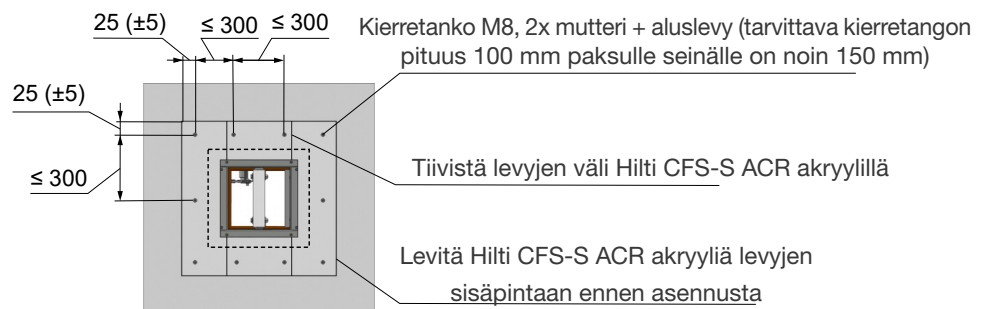 25 (±5)
≤ 300
≤ 300
Kierretanko M8, 2x mutteri + aluslevy (tarvittava kierretangon
pituus 100 mm paksulle seinälle on noin 150 mm)
25 (±5)
≤ 300
Tiivistä levyjen väli Hilti CFS-S ACR akryylillä
Levitä Hilti CFS-S ACR akryyliä levyjen
sisäpintaan ennen asennusta